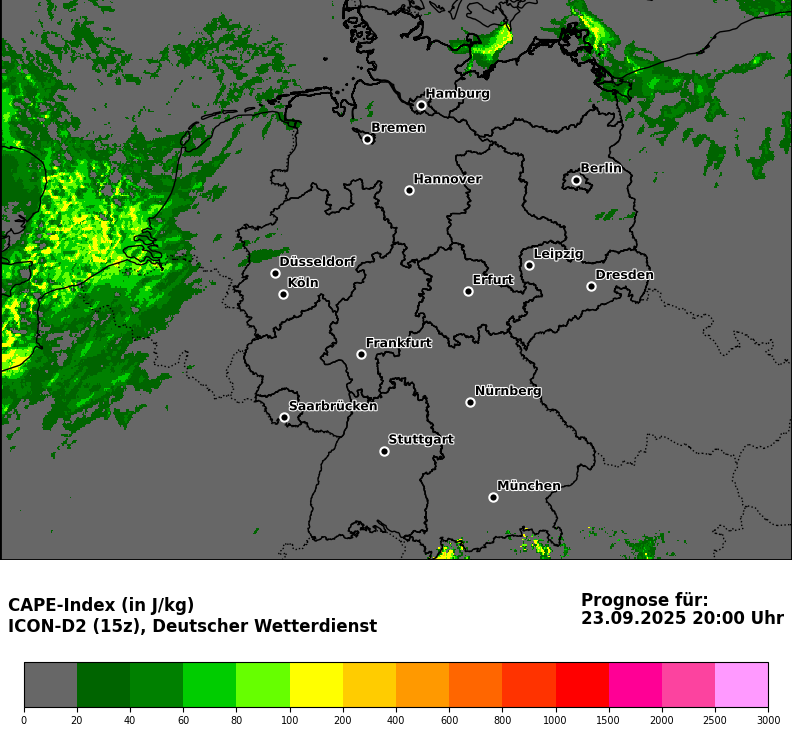 Hamburg
Bremen
Hannover
Berlin
Düsseldorf
Leipzig
Köln
Erfurt
Dresden
Frankfurt
Nürnberg
Saarbrücken
Stuttgart
München
CAPE-Index (in J/kg)
ICON-D2 (15z), Deutscher Wetterdienst
Prognose für:
23.09.2025 20:00 Uhr
0 20 40 60 80 100 200 400 600 800 1000 1500 2000 2500 3000